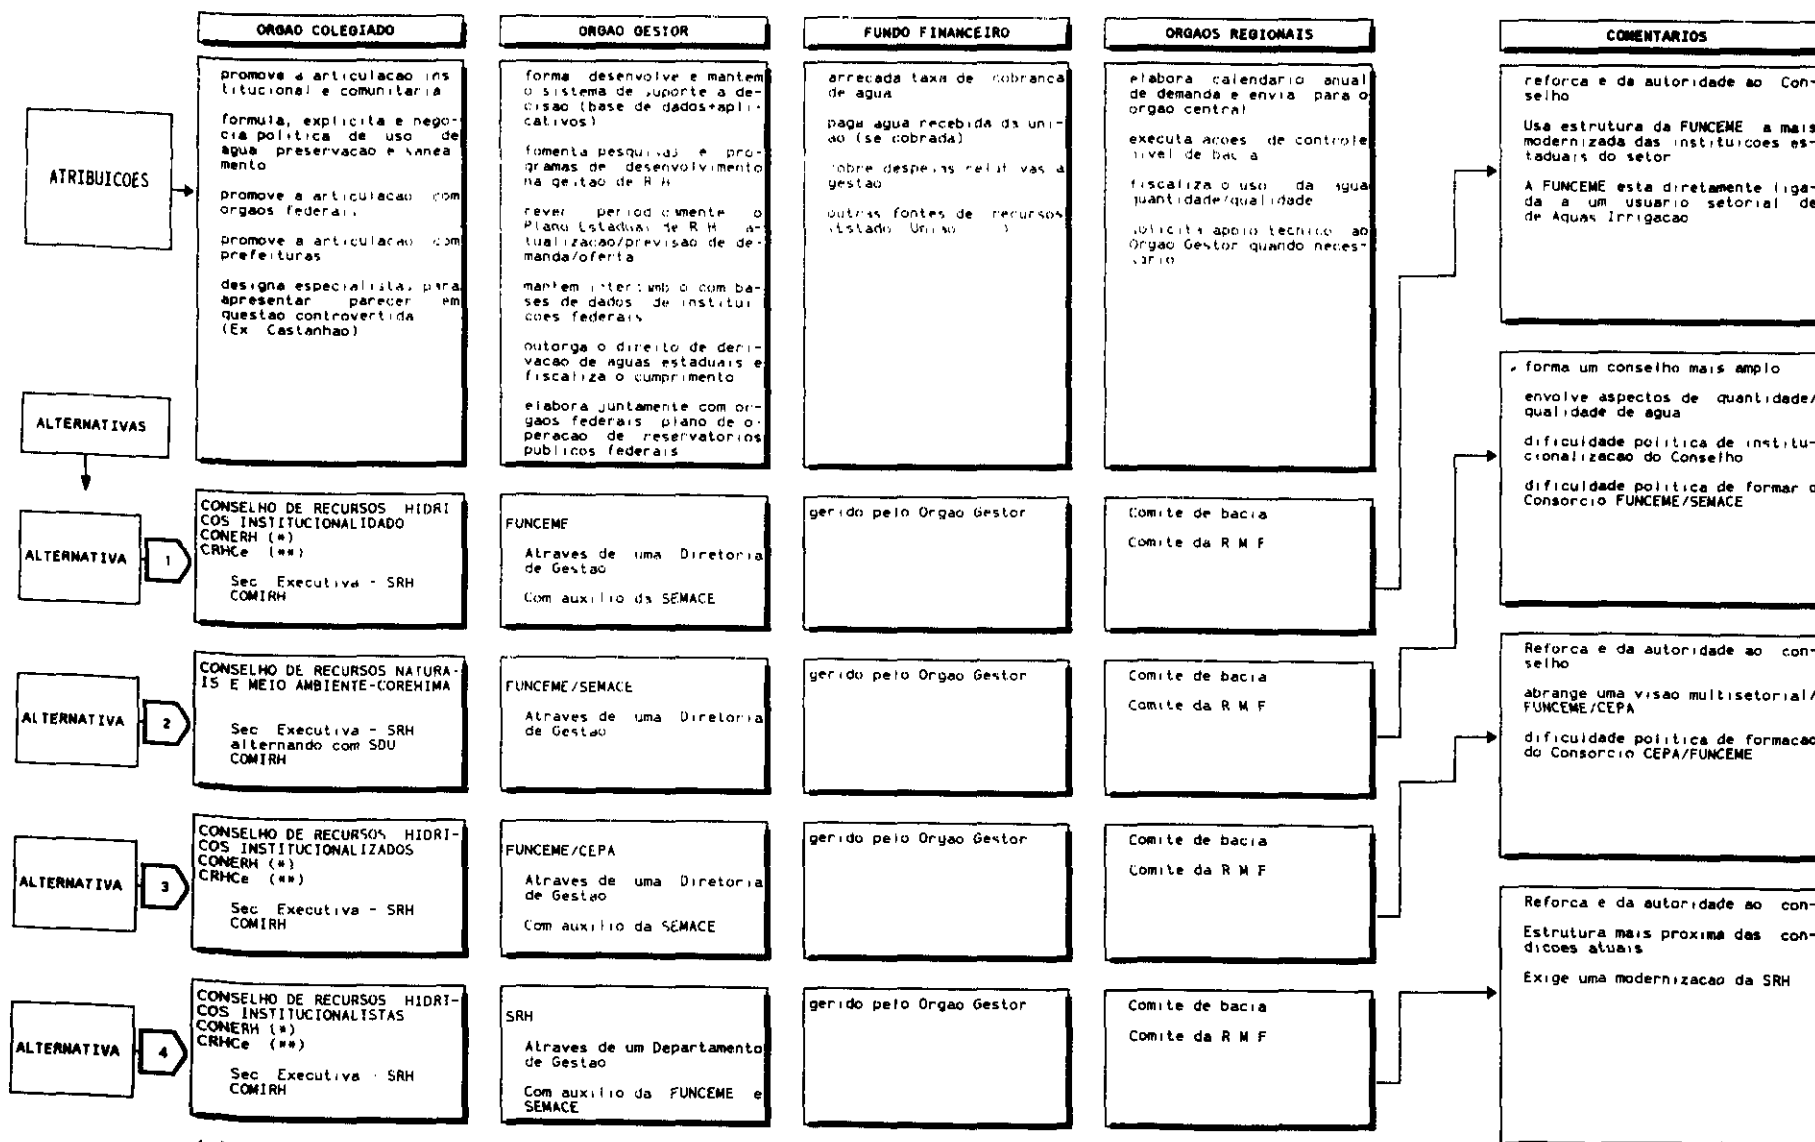 ORGAO COLEGIADO
ORGAO GESTOR
FUNDO FINANCEIRO
ORGAOS REGIONAIS
COMENTARIOS
ATRIBUICOES
promove a articulacao ins
titucional e comunitaria
formula, explicita e nego-
cia politica de uso de
agua preservacao e sanea
mento
promove a articulacao com
orgaos federais
promove a articulacao com
prefeituras
designa especialista, para
apresentar parecer em
questao controvertida
(Ex Castanhao)
forma desenvolve e mantem
o sistema de suporte a de-
cisao (base de dados+apli-
cativos)
fomenta pesquisas e pro-
gramas de desenvolvimento
na gestao de R H
rever period camente o
Plano Estadual de R H a-
tualizacao/previsao de de-
manda/oferta
mantem intercamb o com ba-
ses de dados de institui
coes federais
outorga o direito de deri-
vacao de aguas estaduais e
fiscaliza o cumprimento
elabora juntamente com or-
gaos federais plano de o-
peracao de reservatorios
publicos federais
arrecada taxa de cobranca
de agua
paga agua recebida da uni-
ao (se cobrada)
cobre despesas relat vas a
gestao
outras fontes de recursos
(Estado Uniao )
elabora calendario anual
de demanda e envia para o
orgao central
executa acoes de controle
nivel de bac a
fiscaliza o uso da agua
quantidade/qualidade
solicita apoio tecnico ao
Orgao Gestor quando neces-
sario
reforca e da autoridade ao Con-
selho
Usa estrutura da FUNCEME a mais
modernizada das instituicoes es-
taduais do setor
A FUNCEME esta diretamente liga-
da a um usuario setorial de
de Aguas Irrigacao
ALTERNATIVAS
ALTERNATIVA 1
CONSELHO DE RECURSOS HIDRI
COS INSTITUCIONALIDADO
CONERH (*)
CRHCe (**)
Sec Executiva - SRH
COMIRH
FUNCEME
Atraves de uma Diretoria
de Gestao
Com auxilio da SEMACE
gerido pelo Orgao Gestor
Comite de bacia
Comite da R M F
forma um conselho mais amplo
envolve aspectos de quantidade/
qualidade de agua
dificuldade politica de institu-
cionalizacao do Conselho
dificuldade politica de formar o
Consorcio FUNCEME/SEMACE
ALTERNATIVA 2
CONSELHO DE RECURSOS NATURA-
IS E MEIO AMBIENTE-COREHIMA
Sec Executiva - SRH
alternando com SDU
COMIRH
FUNCEME/SEMACE
Atraves de uma Diretoria
de Gestao
gerido pelo Orgao Gestor
Comite de bacia
Comite da R M F
Reforca e da autoridade ao con-
selho
abrange uma visao multisetorial/
FUNCEME/CEPA
dificuldade politica de formacao
do Consorcio CEPA/FUNCEME
ALTERNATIVA 3
CONSELHO DE RECURSOS HIDRI-
COS INSTITUCIONALIZADOS
CONERH (*)
CRHCe (**)
Sec Executiva - SRH
COMIRH
FUNCEME/CEPA
Atraves de uma Diretoria
de Gestao
Com auxilio da SEMACE
gerido pelo Orgao Gestor
Comite de bacia
Comite da R M F
Reforca e da autoridade ao con-
Estrutura mais proxima das con-
dicoes atuais
Exige uma modernizacao da SRH
ALTERNATIVA 4
CONSELHO DE RECURSOS HIDRI-
COS INSTITUCIONALISTAS
CONERH (*)
CRHCe (**)
Sec Executiva - SRH
COMIRH
SRH
Atraves de um Departamento
de Gestao
Com auxilio da FUNCEME e
SEMACE
gerido pelo Orgao Gestor
Comite de bacia
Comite da R M F